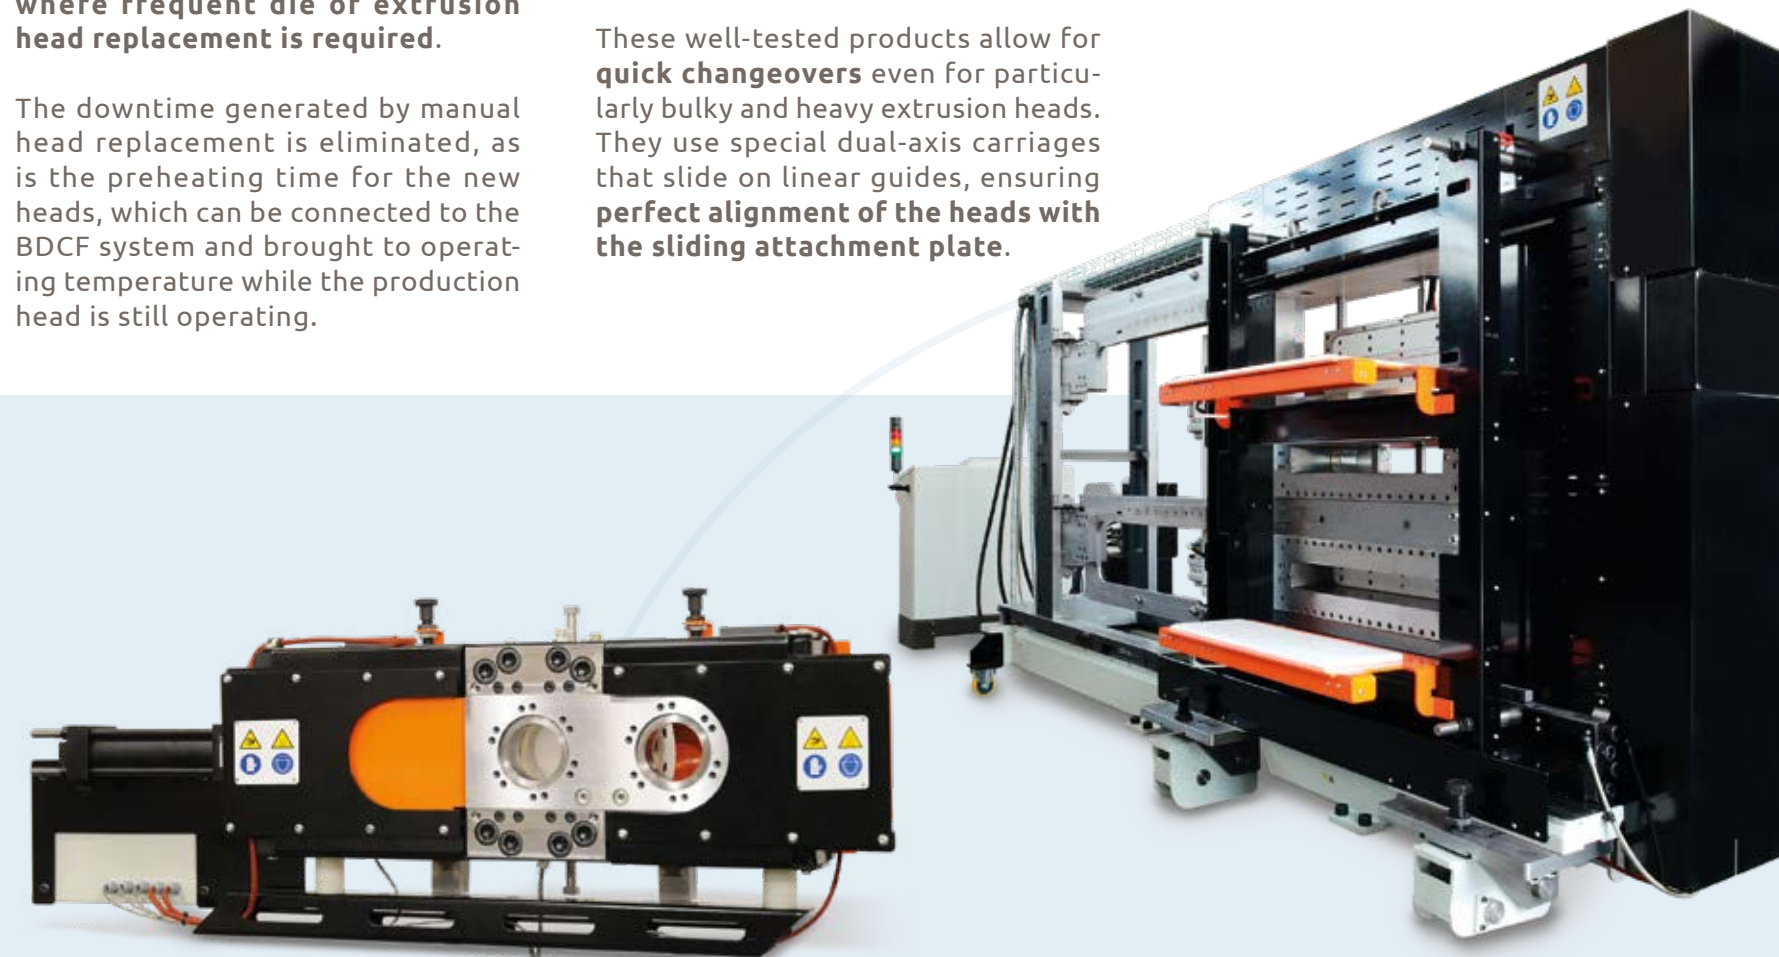 where frequent die or extrusion
head replacement is required.
The downtime generated by manual
head replacement is eliminated, as
is the preheating time for the new
heads, which can be connected to the
BDCF system and brought to operat-
ing temperature while the production
head is still operating.
These well-tested products allow for
quick changeovers even for particu-
larly bulky and heavy extrusion heads.
They use special dual-axis carriages
that slide on linear guides, ensuring
perfect alignment of the heads with
the sliding attachment plate.